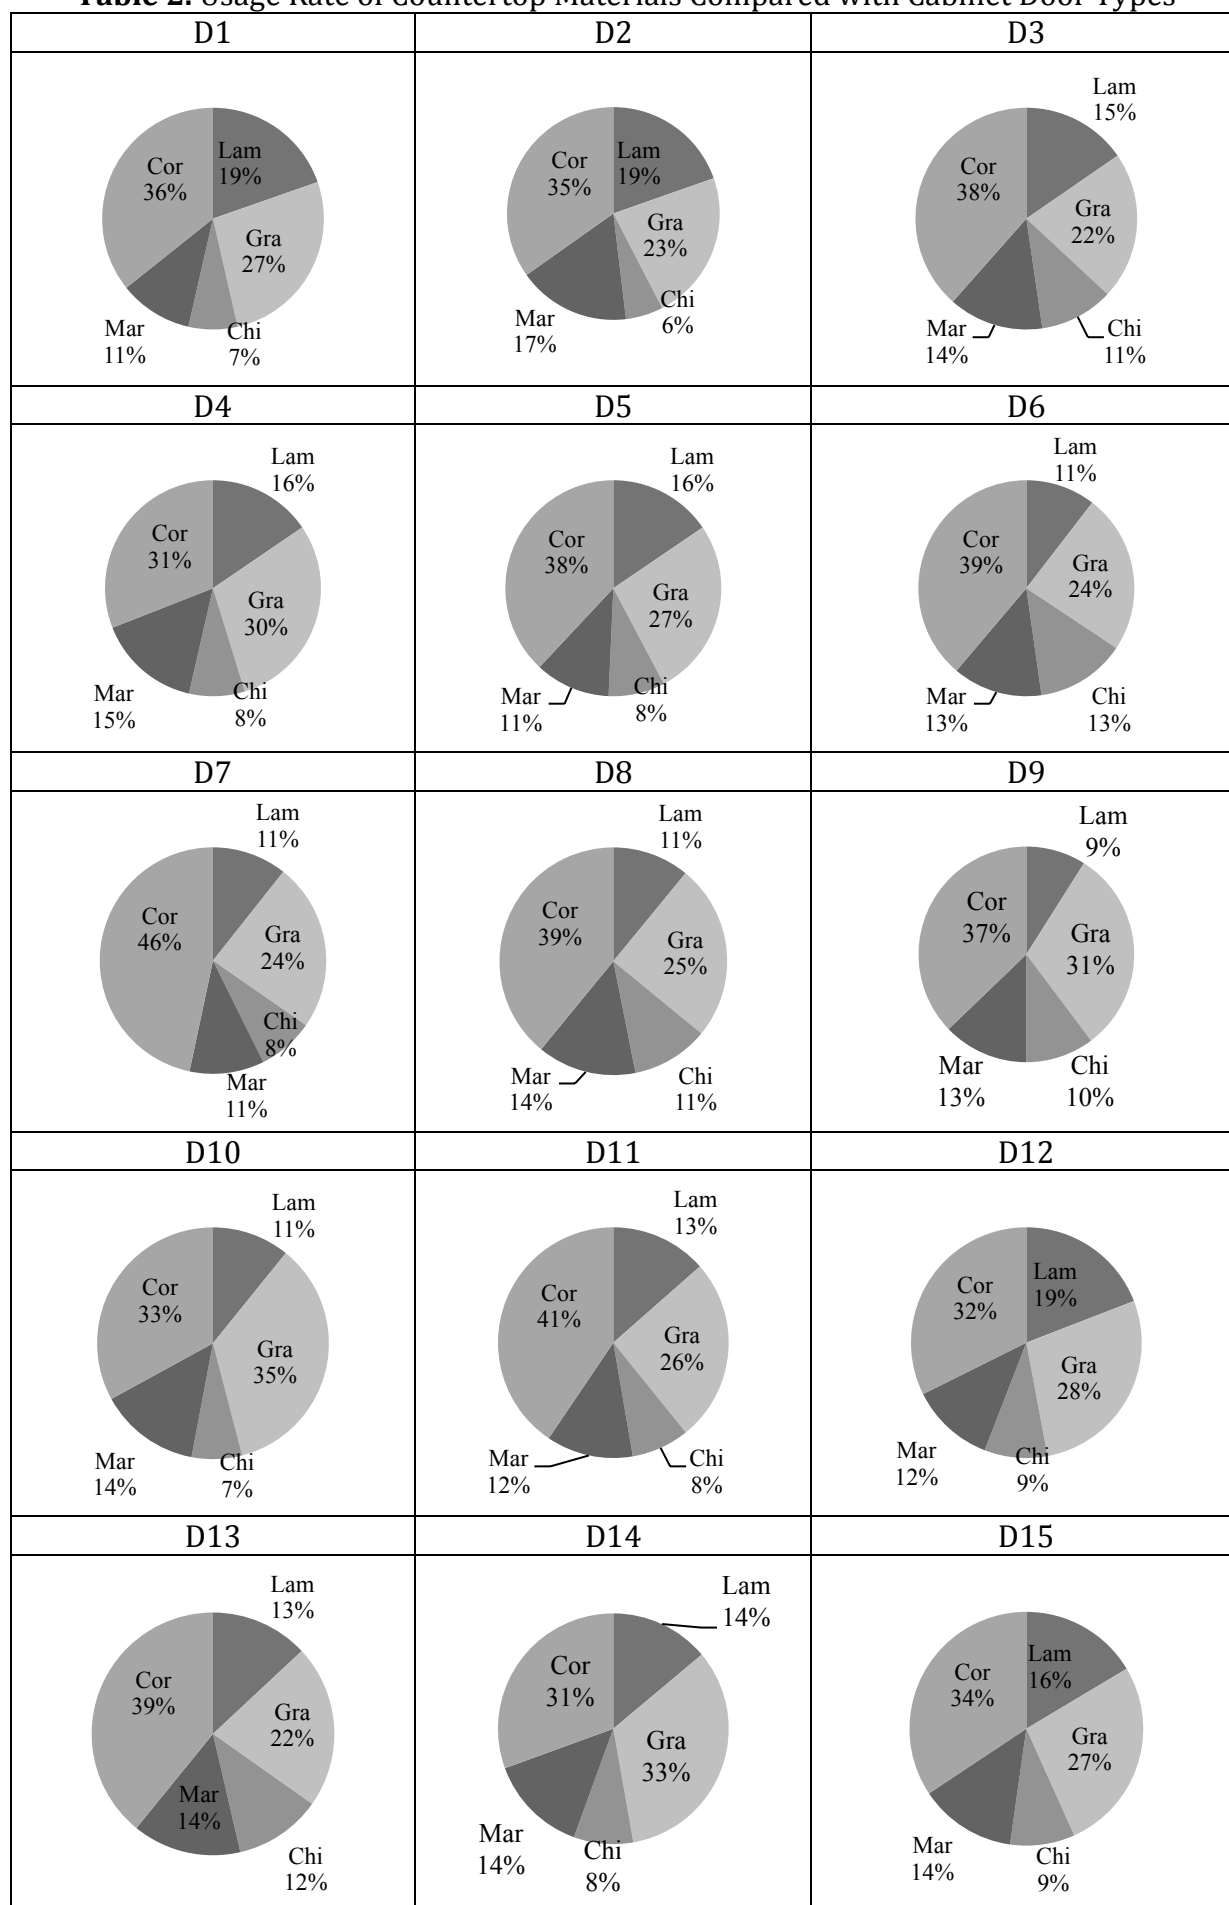 Table 2. Usage Rate of Countertop Materials Compared with Cabinet Door Types
D1
D2
D3
Cor
36%
Lam
19%
Gra
27%
Mar
11%
Chi
7%
Cor
35%
Lam
19%
Gra
23%
Chi
6%
Mar
17%
Lam
15%
Cor
38%
Gra
22%
Mar
14%
Chi
11%
D4
D5
D6
Lam
16%
Cor
31%
Gra
30%
Mar
15%
Chi
8%
Lam
16%
Cor
38%
Gra
27%
Mar
11%
Chi
8%
Lam
11%
Cor
39%
Gra
24%
Mar
13%
Chi
13%
D7
D8
D9
Lam
11%
Cor
46%
Gra
24%
Chi
8%
Mar
11%
Lam
11%
Cor
39%
Gra
25%
Mar
14%
Chi
11%
Lam
9%
Cor
37%
Gra
31%
Mar
13%
Chi
10%
D10
D11
D12
Lam
11%
Cor
33%
Gra
35%
Mar
14%
Chi
7%
Lam
13%
Cor
41%
Gra
26%
Mar
12%
Chi
8%
Lam
19%
Cor
32%
Gra
28%
Mar
12%
Chi
9%
D13
D14
D15
Lam
13%
Cor
39%
Gra
22%
Mar
14%
Chi
12%
Lam
14%
Cor
31%
Gra
33%
Mar
14%
Chi
8%
Lam
16%
Cor
34%
Gra
27%
Mar
14%
Chi
9%